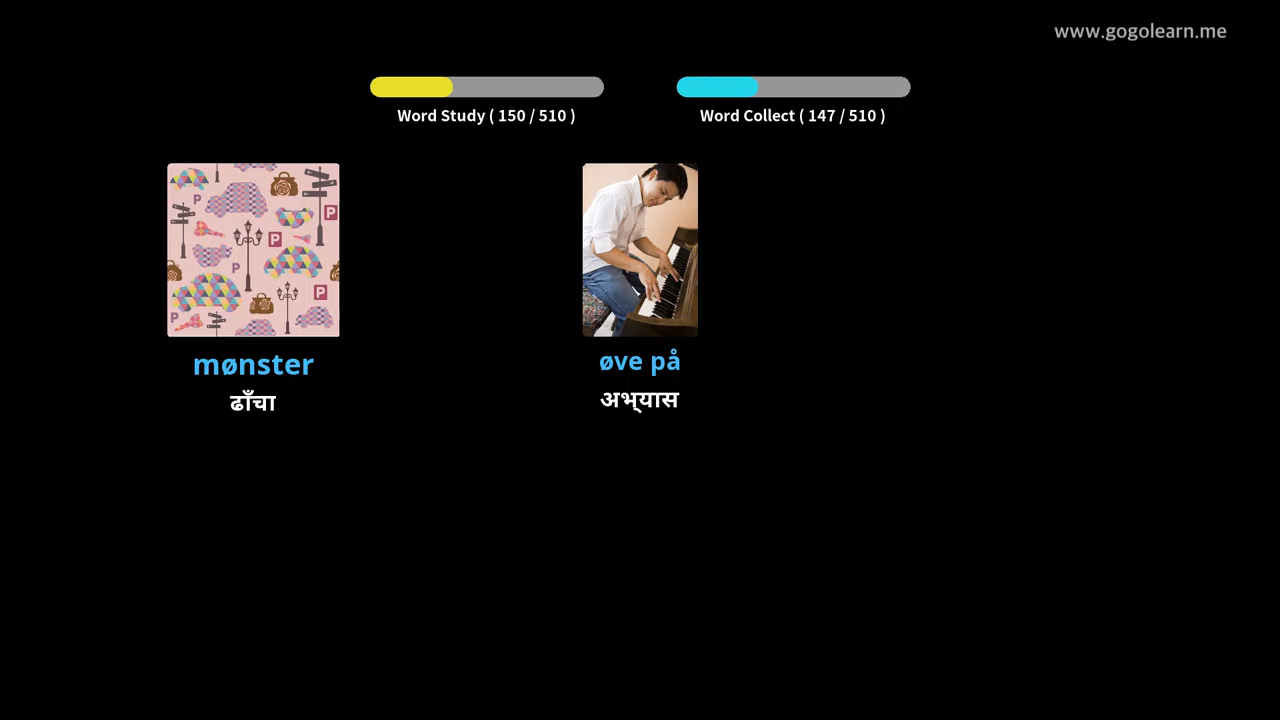 www.gogolearn.me
Word Study ( 150 / 510 )
Word Collect ( 147 / 510 )
P
P
P
P
P
P
mønster
ढाँचा
øve på
अभ्यास